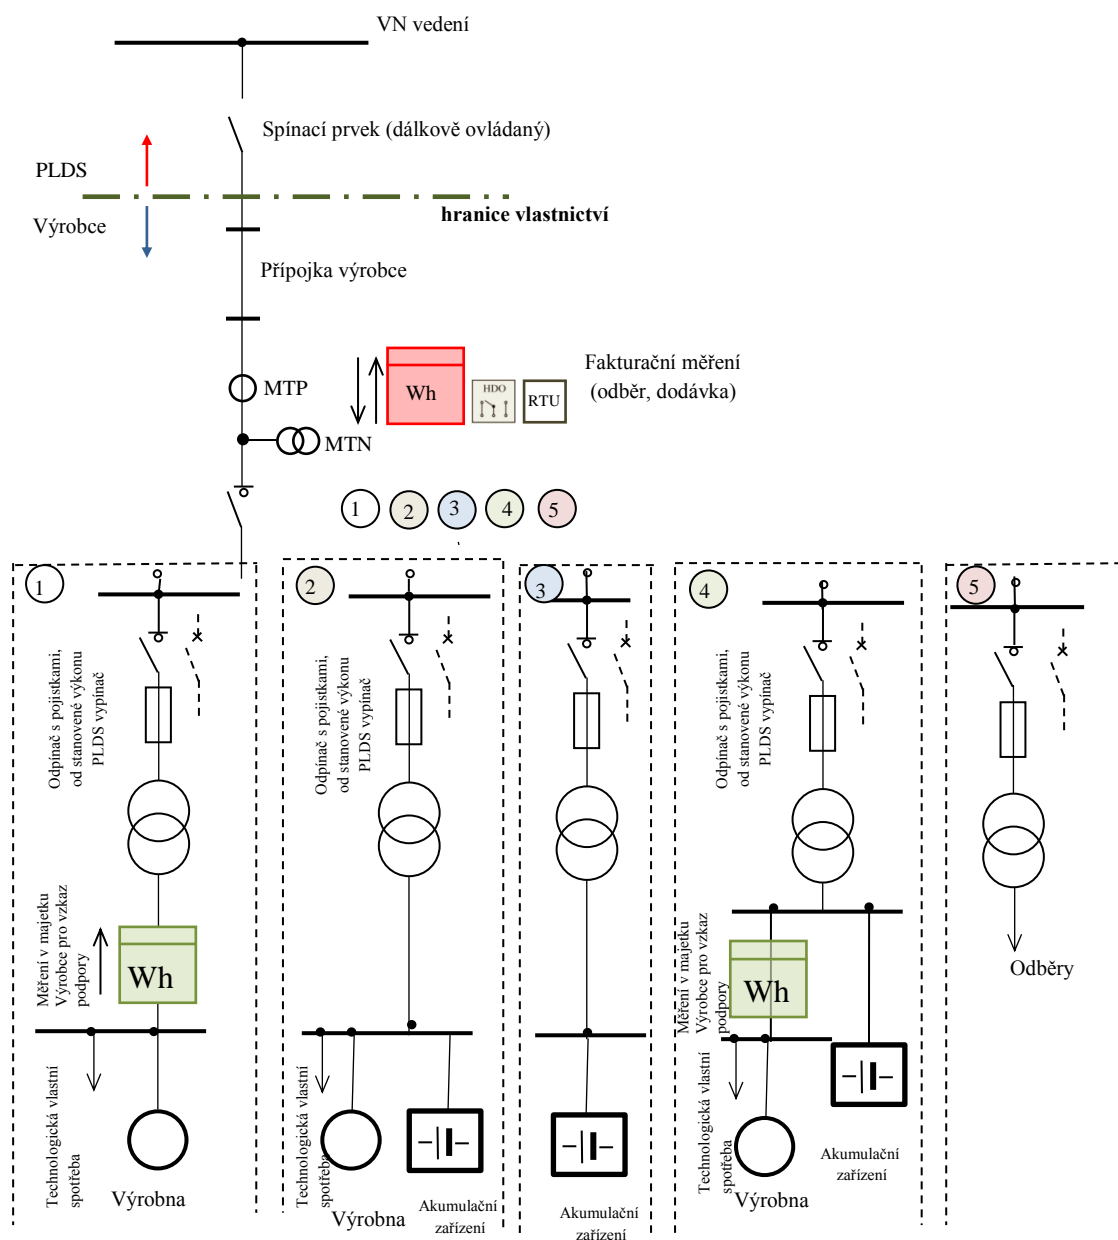 VN vedení
Spínací prvek (dálkově ovládaný)
PLDS
hranice vlastnictví
Výrobce
Přípojka výrobce
Fakturační měření
(odběr, dodávka)
Wh
HDO
RTU
MTP
MTN
1
2
3
4
5
1
Odpínač s pojistkami,
od stanovené výkonu
PLDS vypínač
Měření v majetku
Výrobce pro vzkaz
podpory
Wh
Technologická vlastní
spotřeba
Výrobna
2
Odpínač s pojistkami,
od stanovené výkonu
PLDS vypínač
Technologická vlastní
spotřeba
Výrobna
Akumulační
zařízení
3
Akumulační
zařízení
4
Odpínač s pojistkami,
od stanovené výkonu
PLDS vypínač
Měření v majetku
Výrobce pro vzkaz
podpory
Wh
Technologická vlastní
spotřeba
Výrobna
Akumulační
zařízení
5
Odběry